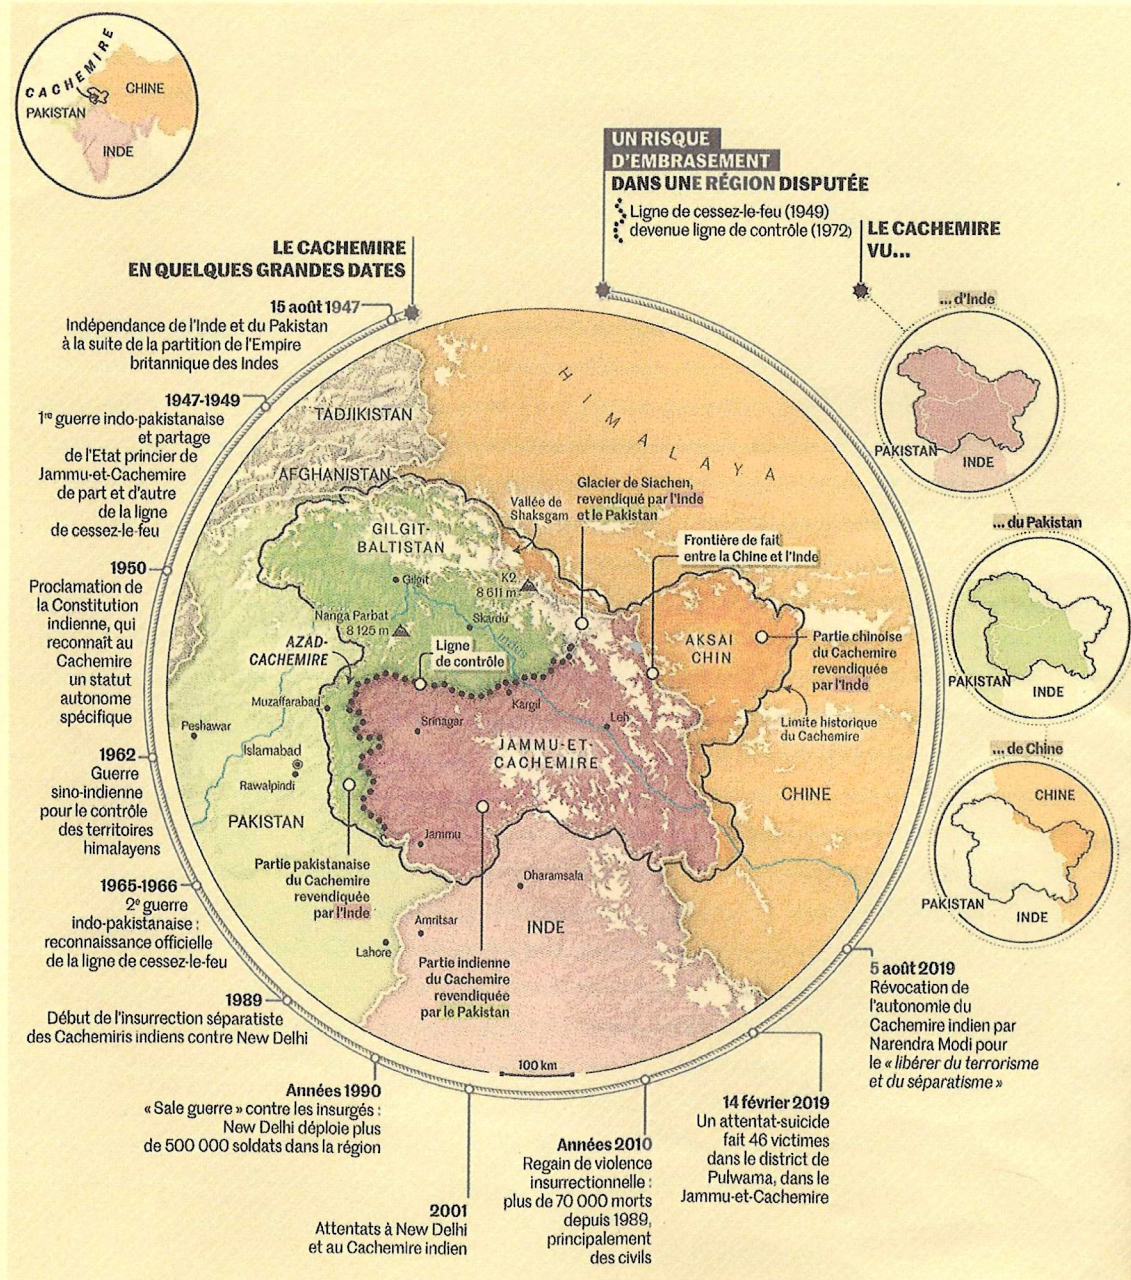 CACHEMIRE
CHINE
PAKISTAN
INDE
UN RISQUE
D'EMBRASEMENT
DANS UNE RÉGION DISPUTÉE
Ligne de cessez-le-feu (1949)
devenue ligne de contrôle (1972)
LE CACHEMIRE
VU...
LE CACHEMIRE
EN QUELQUES GRANDES DATES
15 août 1947
Indépendance de l'Inde et du Pakistan
à la suite de la partition de l'Empire
britannique des Indes
1947-1949
1re guerre indo-pakistanaise
et partage
de l'Etat princier de
Jammu-et-Cachemire
de part et d'autre
de la ligne
de cessez-le-feu
1950
Proclamation de
la Constitution
indienne, qui
reconnaît au
Cachemire
un statut
autonome
spécifique
1962
Guerre
sino-indienne
pour le contrôle
des territoires
himalayens
1965-1966
2e guerre
indo-pakistanaise :
reconnaissance officielle
de la ligne de cessez-le-feu
1989
Début de l'insurrection séparatiste
des Cachemiris indiens contre New Delhi
Années 1990
« Sale guerre » contre les insurgés :
New Delhi déploie plus
de 500 000 soldats dans la région
2001
Attentats à New Delhi
et au Cachemire indien
Années 2010
Regain de violence
insurrectionnelle :
plus de 70 000 morts
depuis 1989,
principalement
des civils
14 février 2019
Un attentat-suicide
fait 46 victimes
dans le district de
Pulwama, dans le
Jammu-et-Cachemire
5 août 2019
Révocation de
l'autonomie du
Cachemire indien par
Narendra Modi pour
le « libérer du terrorisme
et du séparatisme »
HIMALAYA
TADJIKISTAN
AFGHANISTAN
GILGIT-
BALTISTAN
Vallée de
Shaksgam
Glacier de Siachen,
revendiqué par l'Inde
et le Pakistan
Frontière de fait
entre la Chine et l'Inde
Gilgit
K2
8 611 m
Nanga Parbat
8 125 m
Skardu
Indus
AZAD-
CACHEMIRE
Ligne
de contrôle
AKSAI
CHIN
Partie chinoise
du Cachemire
revendiquée
par l'Inde
Limite historique
du Cachemire
Muzaffarabad
Srinagar
Kargil
Leh
Peshawar
Islamabad
Rawalpindi
JAMMU-ET-
CACHEMIRE
PAKISTAN
CHINE
Jammu
Partie pakistanaise
du Cachemire
revendiquée
par l'Inde
Dharamsala
Amritsar
INDE
Lahore
Partie indienne
du Cachemire
revendiquée
par le Pakistan
100 km
... d'Inde
PAKISTAN
INDE
... du Pakistan
PAKISTAN
INDE
... de Chine
CHINE
PAKISTAN
INDE